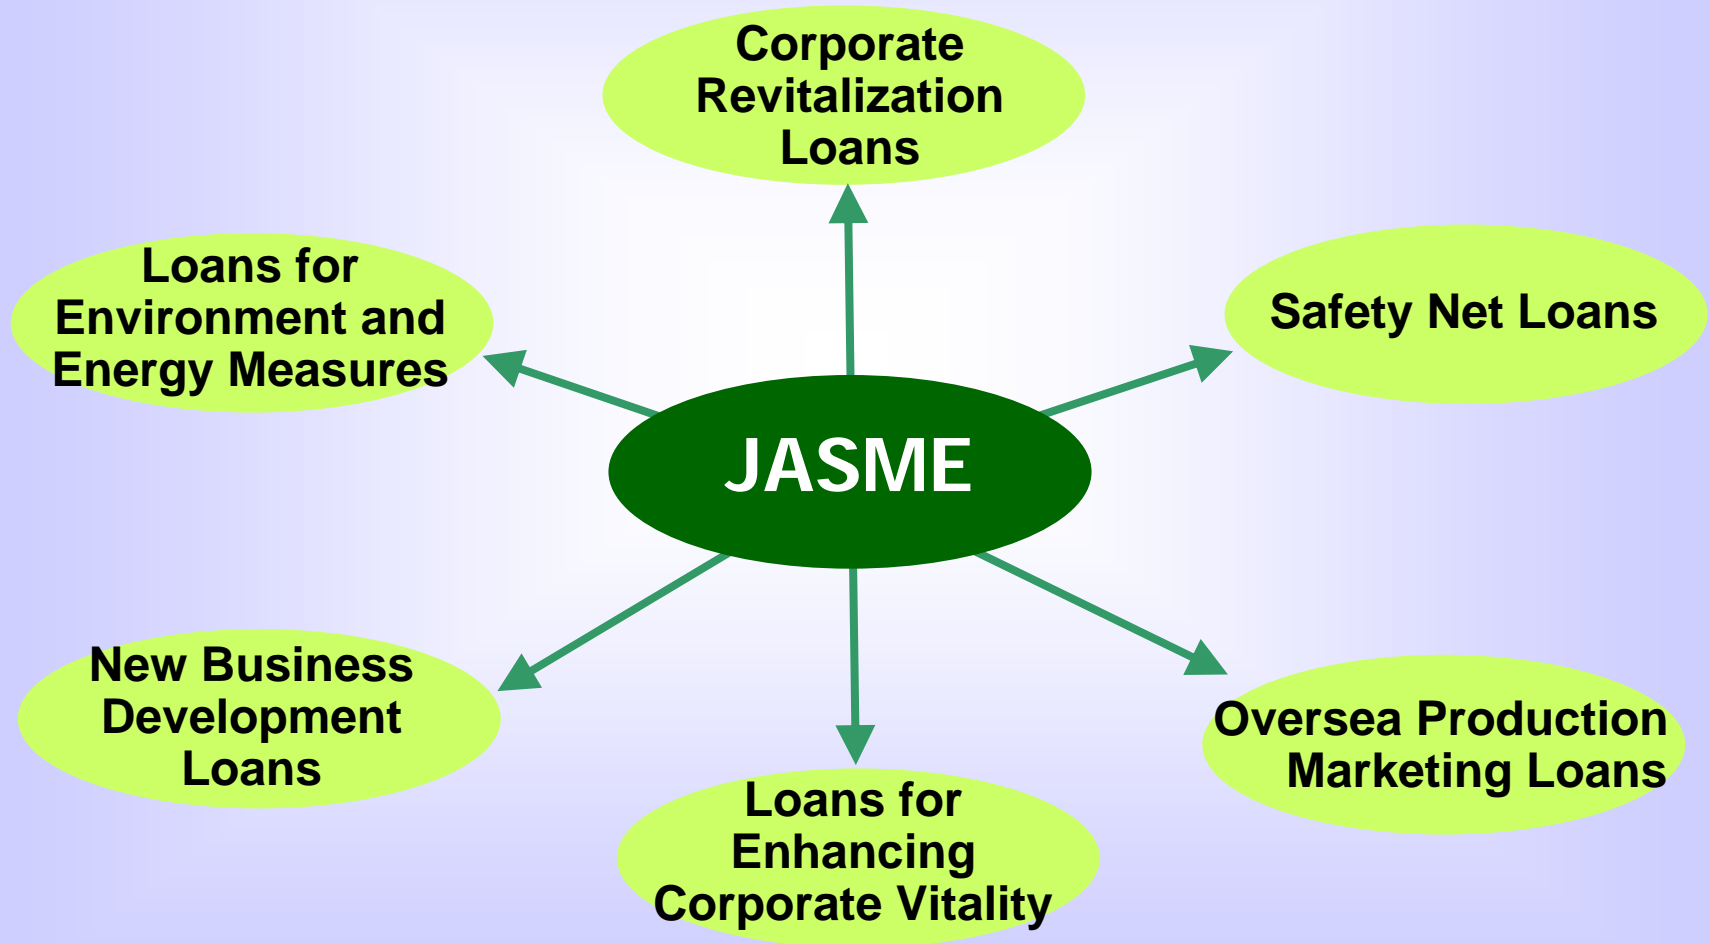 Corporate
Revitalization
Loans
Loans for
Environment and
Energy Measures
Safety Net Loans
JASME
New Business
Development
Loans
Oversea Production
Marketing Loans
Loans for
Enhancing
Corporate Vitality